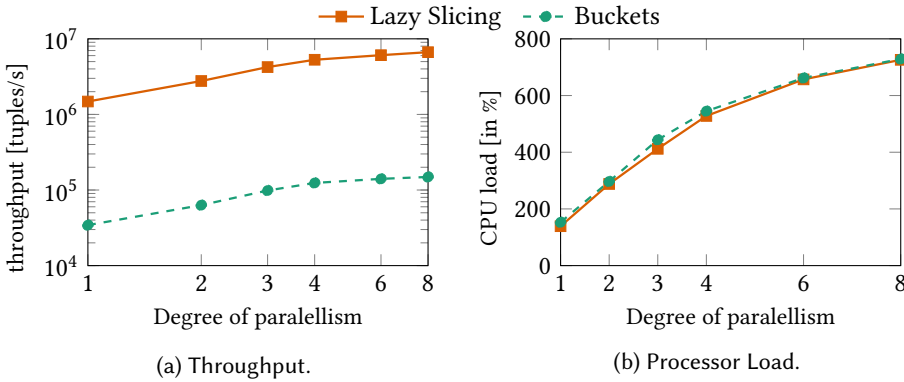 Lazy Slicing Buckets
throughput [tuples/s]
10^7
10^6
10^5
10^4
1 2 3 4 6 8
Degree of paralellism
(a) Throughput.
CPU load [in %]
800
600
400
200
0
1 2 3 4 6 8
Degree of paralellism
(b) Processor Load.